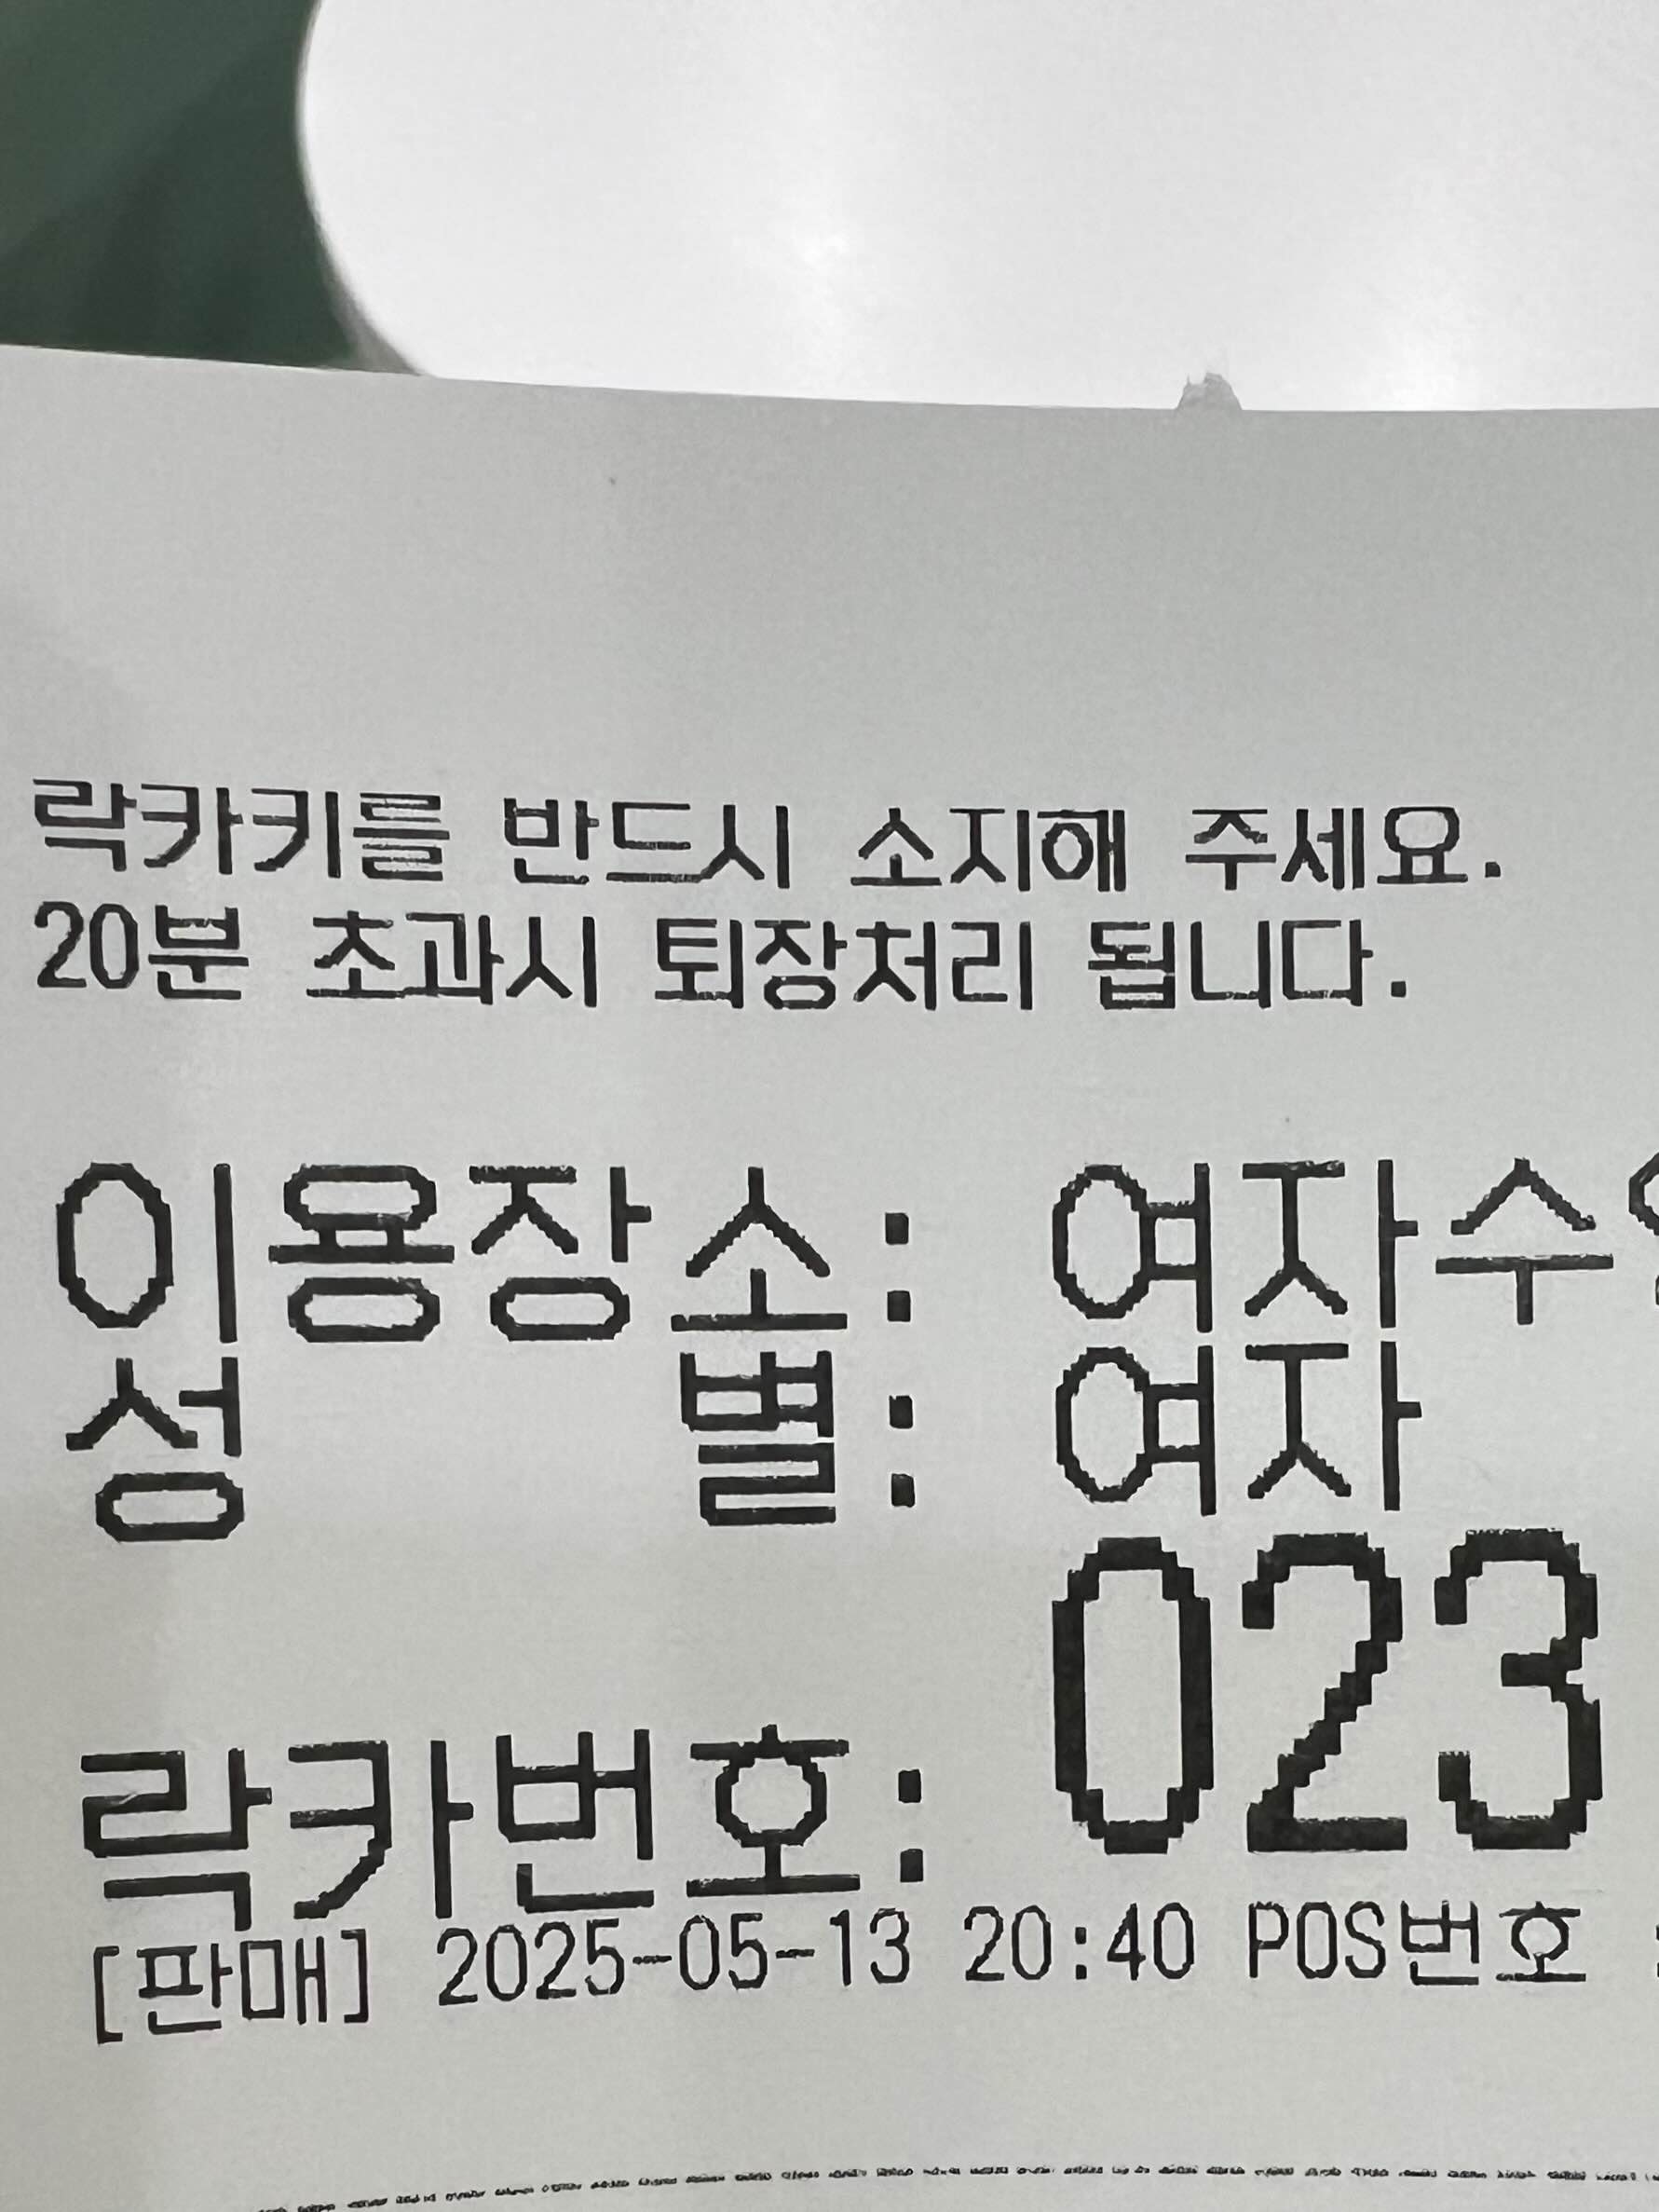 락카키를 반드시 소지해 주세요.
20분 초과시 퇴장처리 됩니다.
이용장소: 여자수
성 별: 여자
락카번호: 023
[판매] 2025-05-13 20:40 POS번호 :